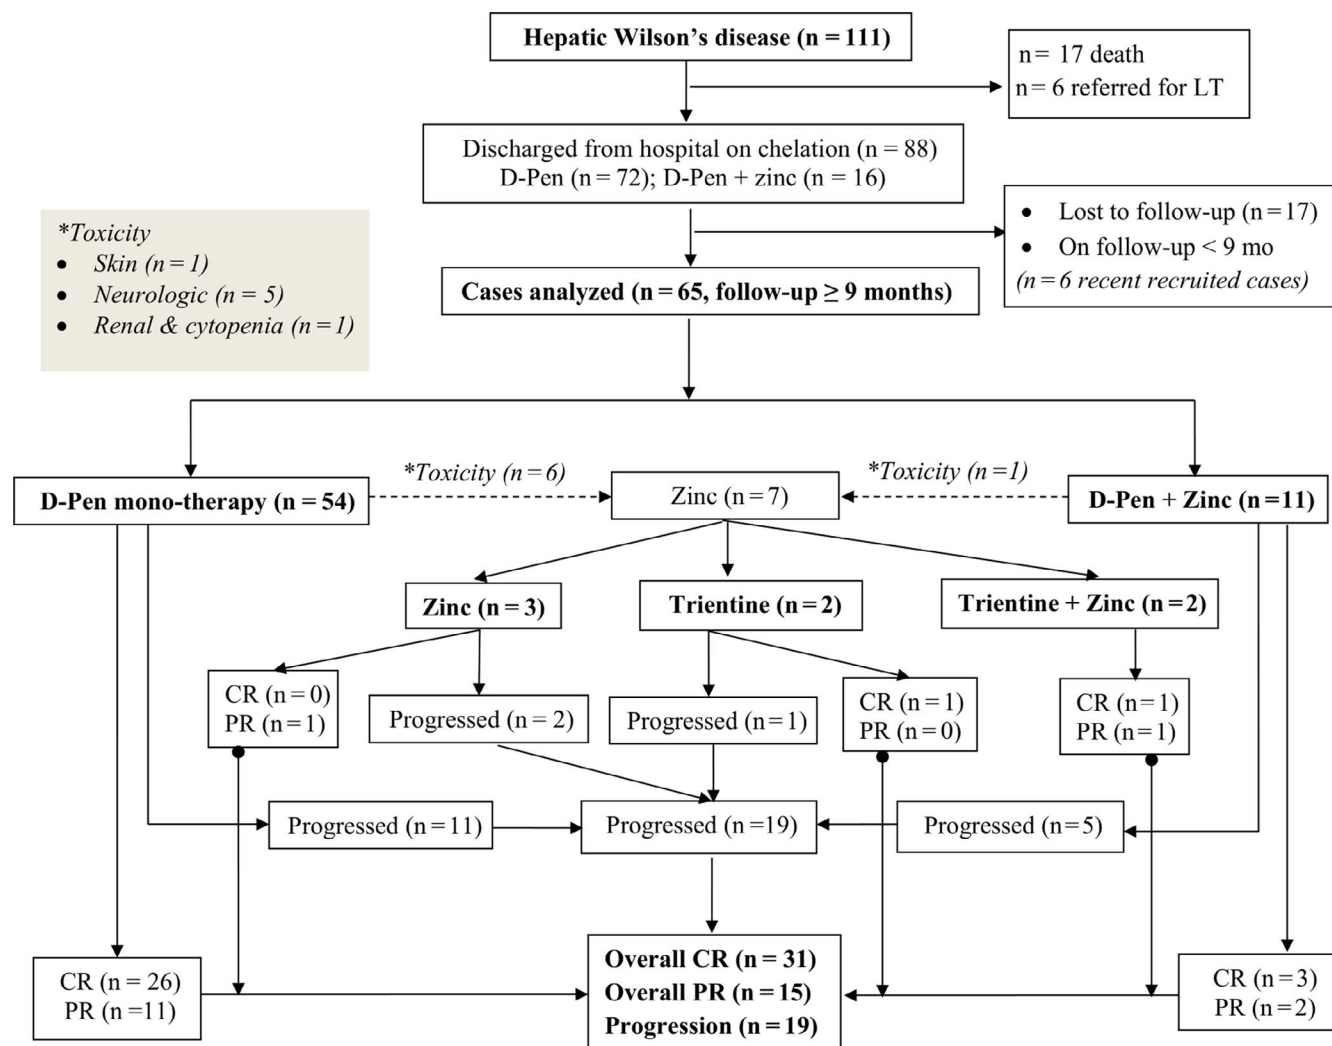 Hepatic Wilson’s disease (n = 111)
n = 17 death
n = 6 referred for LT
Discharged from hospital on chelation (n = 88)
D-Pen (n = 72); D-Pen + zinc (n = 16)
• Lost to follow-up (n = 17)
• On follow-up < 9 mo
(n = 6 recent recruited cases)
*Toxicity
• Skin (n = 1)
• Neurologic (n = 5)
• Renal & cytopenia (n = 1)
Cases analyzed (n = 65, follow-up ≥ 9 months)
*Toxicity (n = 6)
*Toxicity (n = 1)
D-Pen mono-therapy (n = 54)
Zinc (n = 7)
D-Pen + Zinc (n = 11)
Zinc (n = 3)
Trientine (n = 2)
Trientine + Zinc (n = 2)
CR (n = 0)
PR (n = 1)
Progressed (n = 2)
Progressed (n = 1)
CR (n = 1)
PR (n = 0)
CR (n = 1)
PR (n = 1)
Progressed (n = 11)
Progressed (n = 19)
Progressed (n = 5)
CR (n = 26)
PR (n = 11)
Overall CR (n = 31)
Overall PR (n = 15)
Progression (n = 19)
CR (n = 3)
PR (n = 2)